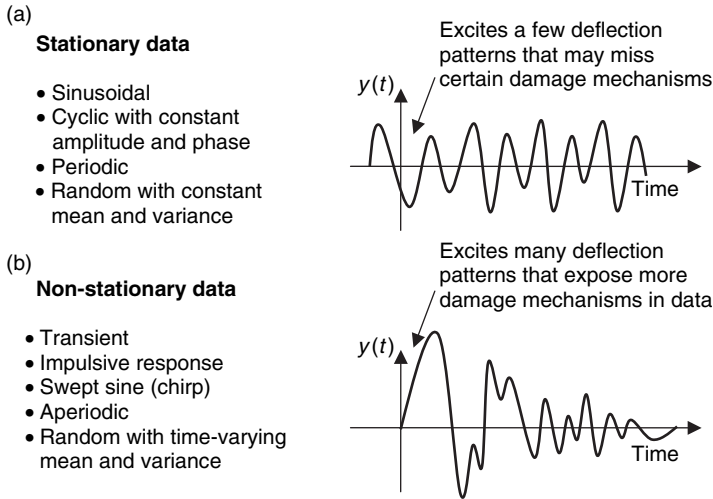 (a)
Stationary data
• Sinusoidal
• Cyclic with constant
amplitude and phase
• Periodic
• Random with constant
mean and variance
Excites a few deflection
patterns that may miss
certain damage mechanisms
y(t)
Time
(b)
Non-stationary data
• Transient
• Impulsive response
• Swept sine (chirp)
• Aperiodic
• Random with time-varying
mean and variance
Excites many deflection
patterns that expose more
damage mechanisms in data
y(t)
Time